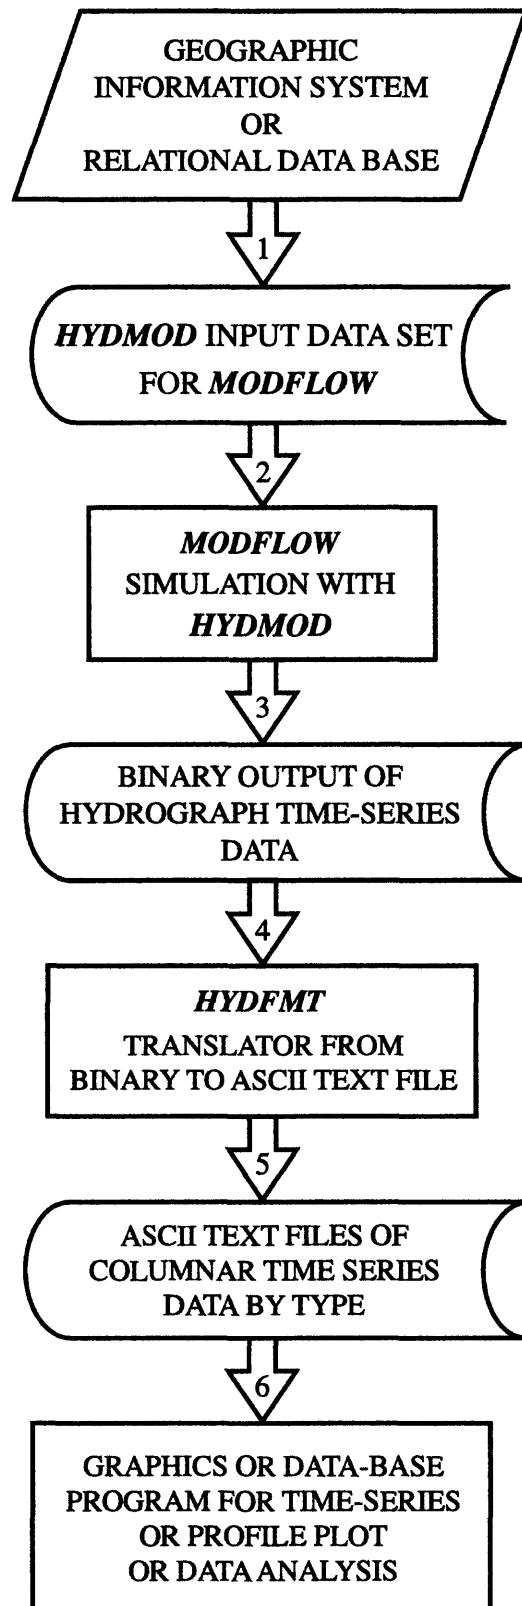 GEOGRAPHIC
INFORMATION SYSTEM
OR
RELATIONAL DATA BASE
1
HYDMOD INPUT DATA SET
FOR MODFLOW
2
MODFLOW
SIMULATION WITH
HYDMOD
3
BINARY OUTPUT OF
HYDROGRAPH TIME-SERIES
DATA
4
HYDFMT
TRANSLATOR FROM
BINARY TO ASCII TEXT FILE
5
ASCII TEXT FILES OF
COLUMNAR TIME SERIES
DATA BY TYPE
6
GRAPHICS OR DATA-BASE
PROGRAM FOR TIME-SERIES
OR PROFILE PLOT
OR DATA ANALYSIS